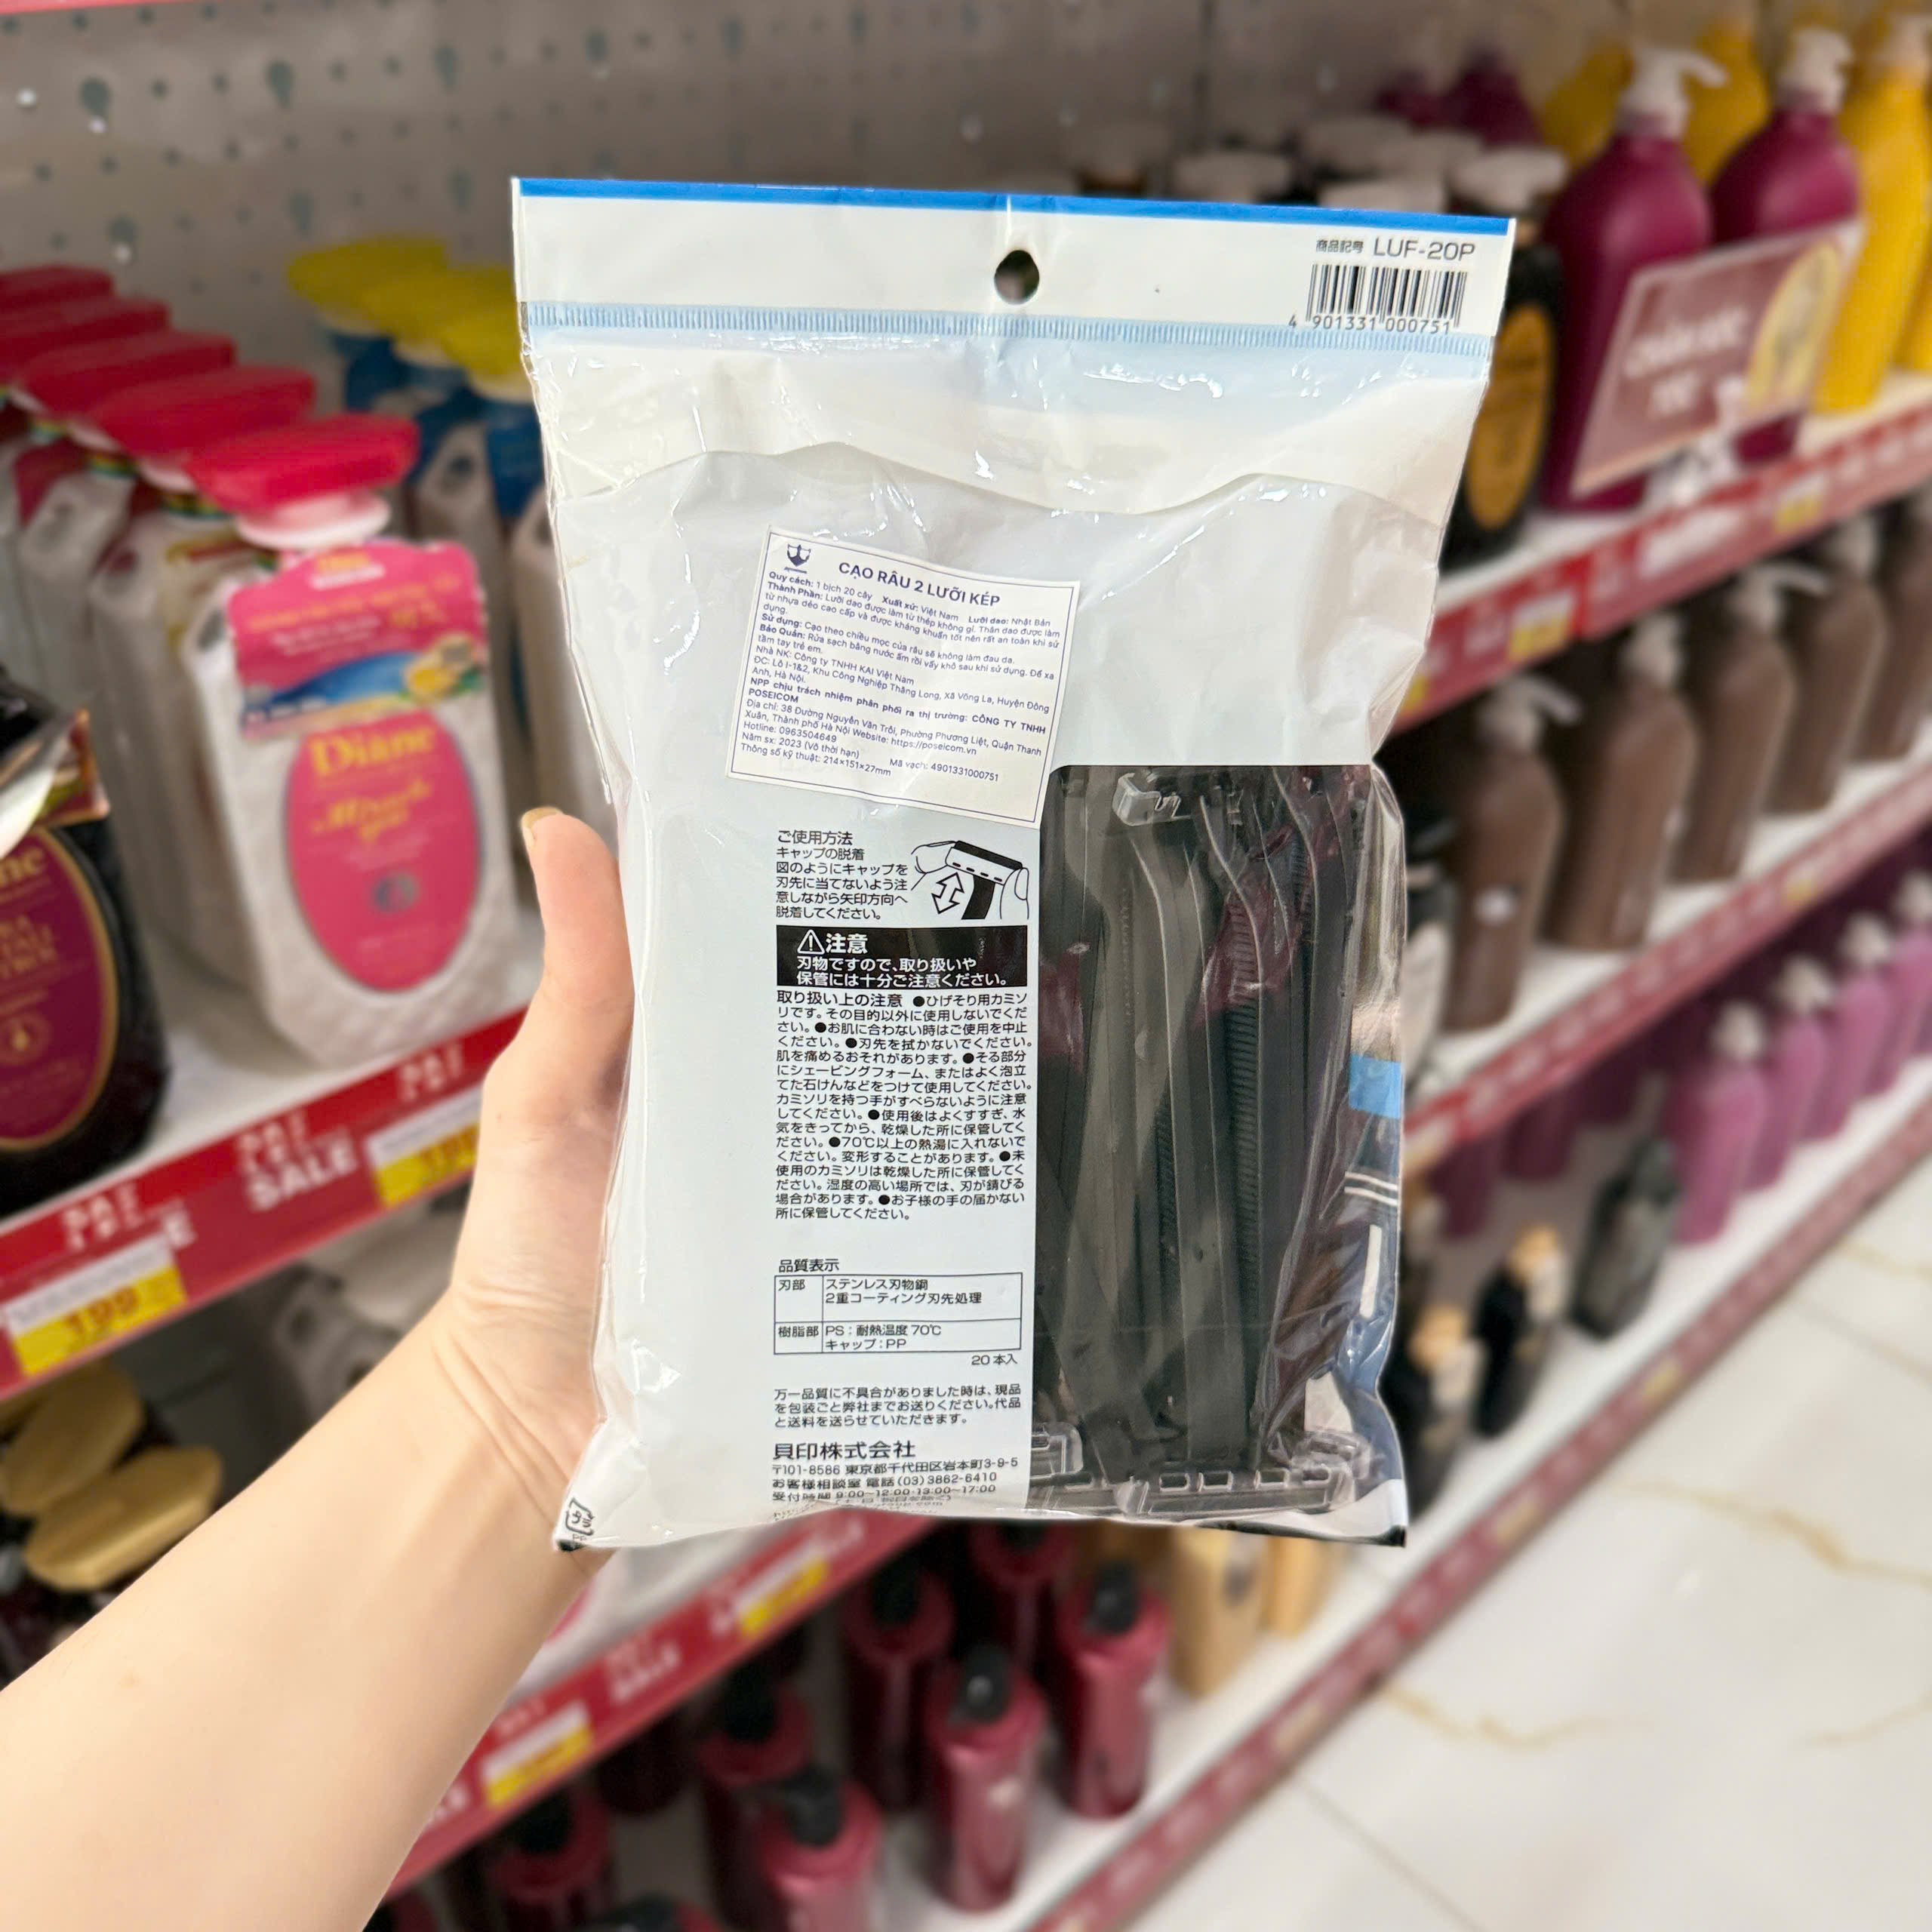 商品記号 LUF-20P
4 901331 000751
CẠO RÂU 2 LƯỠI KÉP
Quy cách: 1 bịch 20 cây Xuất xứ: Việt Nam Lưỡi dao: Nhật Bản
Thành Phần: Lưỡi dao được làm từ thép không gỉ. Thân dao được làm
từ nhựa dẻo cao cấp và được kháng khuẩn tốt nên rất an toàn khi sử
dụng.
Sử dụng: Cạo theo chiều mọc của râu sẽ không làm đau da.
Bảo Quản: Rửa sạch bằng nước ấm rồi vẩy khô sau khi sử dụng. Để xa
tầm tay trẻ em.
Nhà NK: Công ty TNHH KAI Việt Nam
ĐC: Lô I-1&2, Khu Công Nghiệp Thăng Long, Xã Võng La, Huyện Đông
Anh, Hà Nội.
NPP chịu trách nhiệm phân phối ra thị trường: CÔNG TY TNHH
POSEICOM
Địa chỉ: 38 Đường Nguyễn Văn Trỗi, Phường Phương Liệt, Quận Thanh
Xuân, Thành phố Hà Nội Website: https://poseicom.vn
Hotline: 0963504649
Năm sx: 2023 (Vô thời hạn) Mã vạch: 4901331000751
Thông số kỹ thuật: 214×151×27mm
ご使用方法
キャップの脱着
図のようにキャップを
刃先に当てないよう注
意しながら矢印方向へ
脱着してください。
注意
刃物ですので、取り扱いや
保管には十分ご注意ください。
取り扱い上の注意 ●ひげそり用カミソ
リです。その目的以外に使用しないでくだ
さい。●お肌に合わない時はご使用を中止
ください。●刃先を拭かないでください。
肌を痛めるおそれがあります。●そる部分
にシェービングフォーム、またはよく泡立
てた石けんなどをつけて使用してください。
カミソリを持つ手がすべらないように注意
してください。●使用後はよくすすぎ、水
気をきってから、乾燥した所に保管してく
ださい。●70℃以上の熱湯に入れないで
ください。変形することがあります。●未
使用のカミソリは乾燥した所に保管してく
ださい。湿度の高い場所では、刃が錆びる
場合があります。●お子様の手の届かない
所に保管してください。
品質表示
刃部 ステンレス刃物鋼
2重コーティング刃先処理
樹脂部 PS：耐熱温度70℃
キャップ：PP
20本入
万一品質に不具合がありました時は、現品
を包装ごと弊社までお送りください。代品
と送料を送らせていただきます。
貝印株式会社
〒101-8586 東京都千代田区岩本町3-9-5
お客様相談室 電話(03)3862-6410
受付時間 9:00~12:00・13:00~17:00
プラ
PP
Diane
Miracle
you
SALE
SALE
199